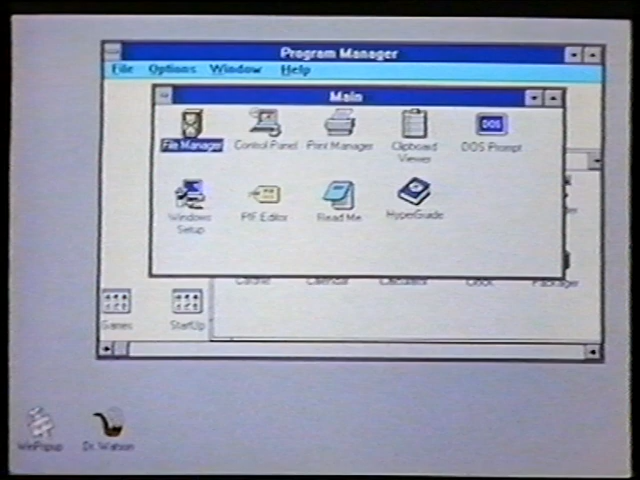 Program Manager
File Options Window Help
Main
File Manager Control Panel Print Manager Clipboard Viewer DOS Prompt
DOS
Windows Setup PIF Editor Read Me HyperGuide
Cardfile Calendar Calculator Clock Packager
Games StartUp
WinPopup Dr. Watson